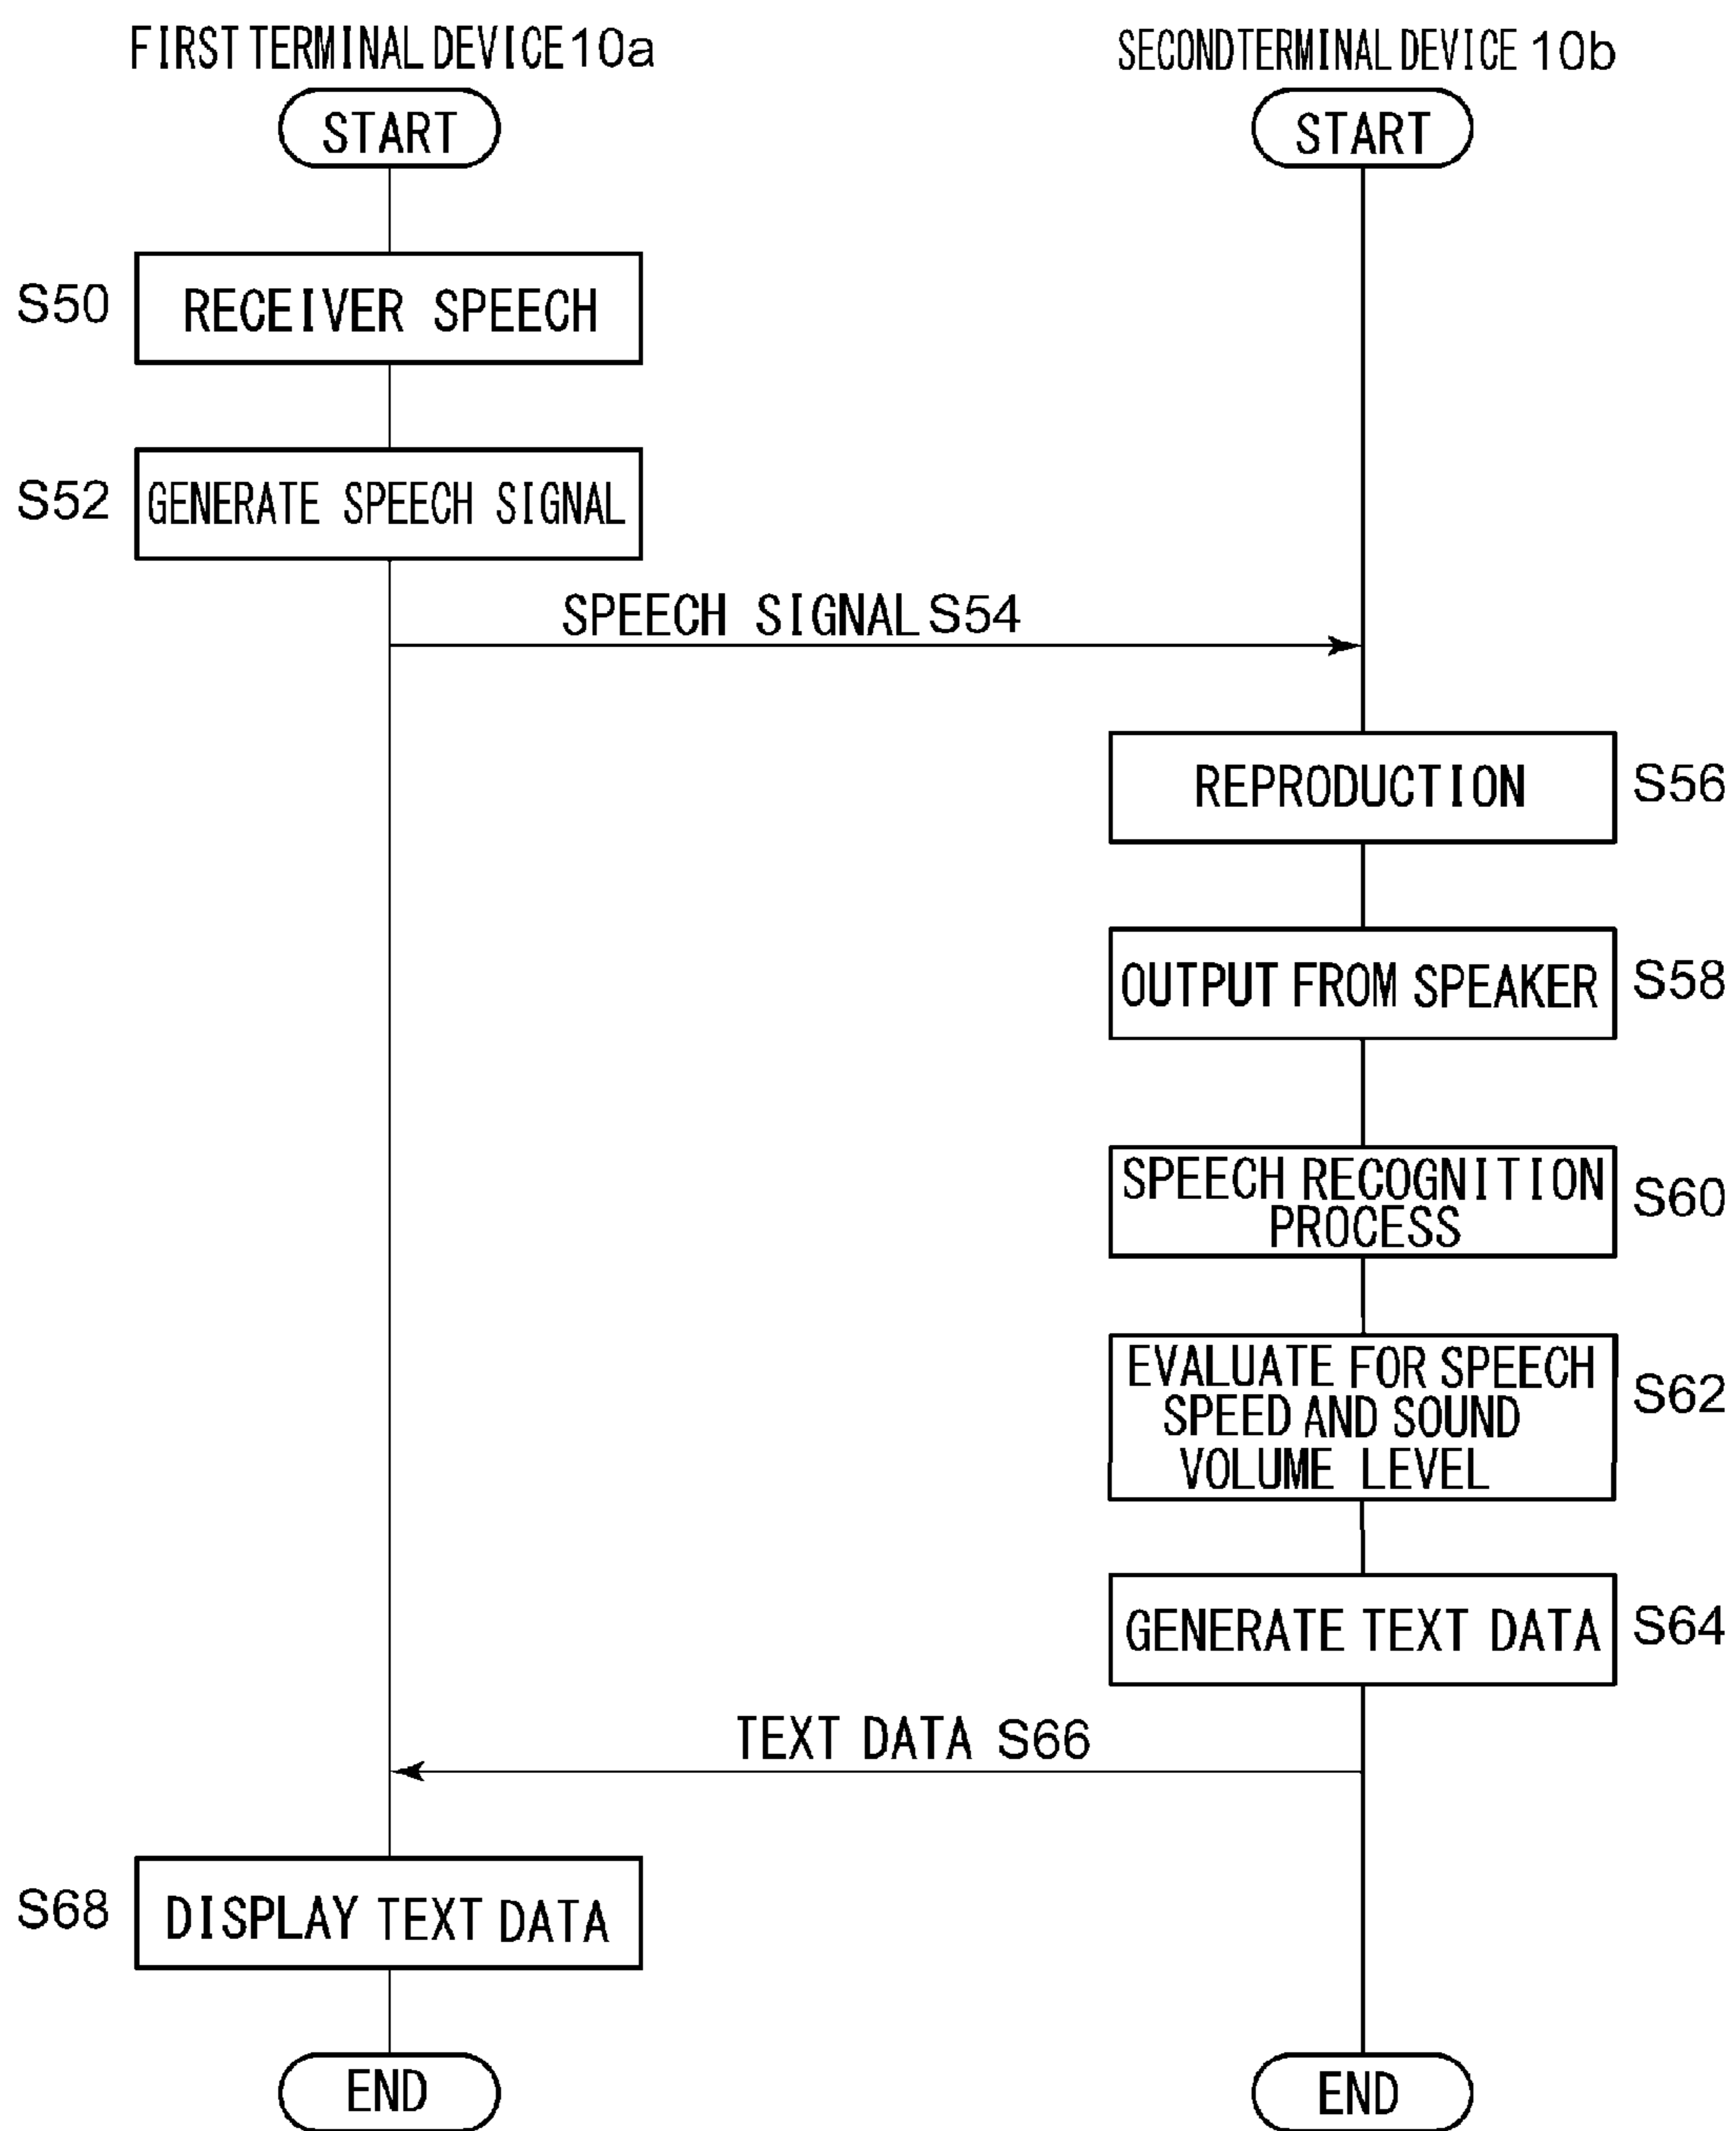 FIRST TERMINAL DEVICE 10a
SECOND TERMINAL DEVICE 10b
START
START
S50
RECEIVER SPEECH
S52
GENERATE SPEECH SIGNAL
SPEECH SIGNAL S54
REPRODUCTION
S56
OUTPUT FROM SPEAKER
S58
SPEECH RECOGNITION
PROCESS
S60
EVALUATE FOR SPEECH
SPEED AND SOUND
VOLUME LEVEL
S62
GENERATE TEXT DATA
S64
TEXT DATA S66
S68
DISPLAY TEXT DATA
END
END